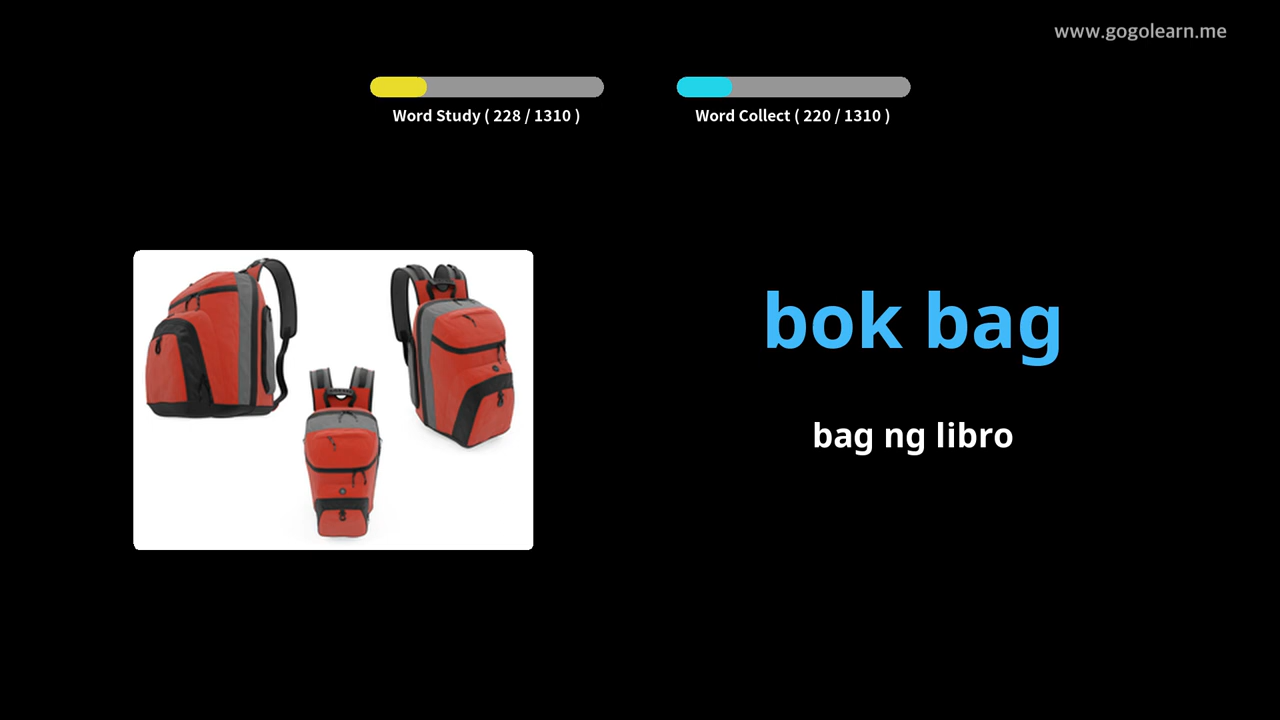 www.gogolearn.me
Word Study ( 228 / 1310 )
Word Collect ( 220 / 1310 )
bok bag
bag ng libro